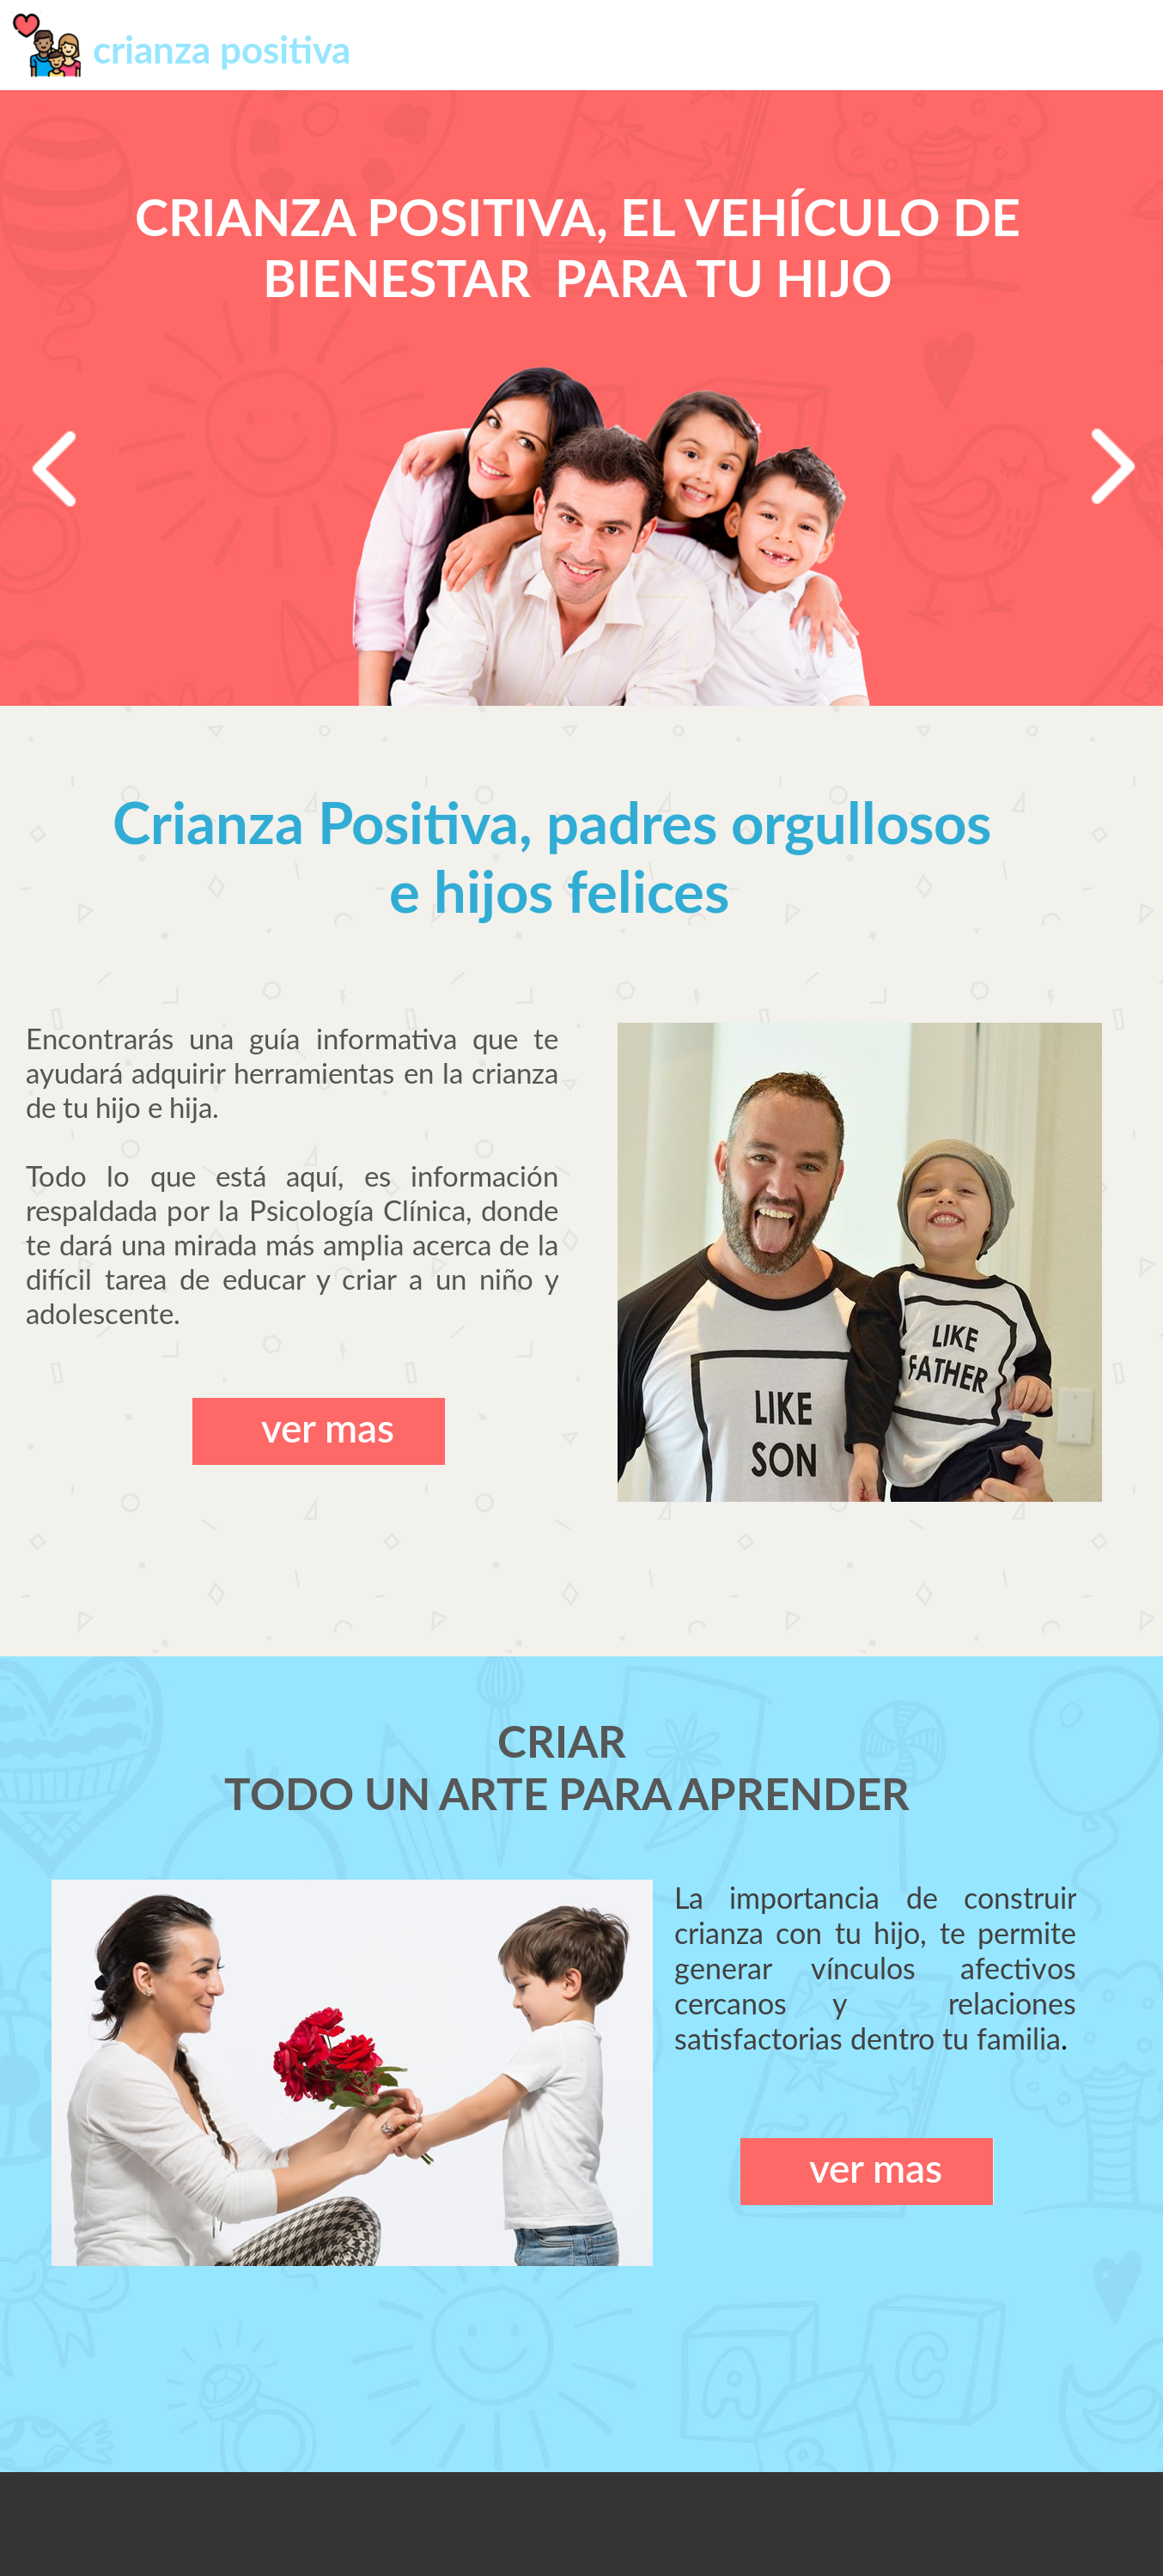 crianza positiva
CRIANZA POSITIVA, EL VEHÍCULO DE
BIENESTAR PARA TU HIJO
Crianza Positiva, padres orgullosos
e hijos felices
Encontrarás una guía informativa que te
ayudará adquirir herramientas en la crianza
de tu hijo e hija.
Todo lo que está aquí, es información
respaldada por la Psicología Clínica, donde
te dará una mirada más amplia acerca de la
difícil tarea de educar y criar a un niño y
adolescente.
ver mas
LIKE
SON
LIKE
FATHER
CRIAR
TODO UN ARTE PARA APRENDER
La importancia de construir
crianza con tu hijo, te permite
generar vínculos afectivos
cercanos y relaciones
satisfactorias dentro tu familia.
ver mas
A
C
B